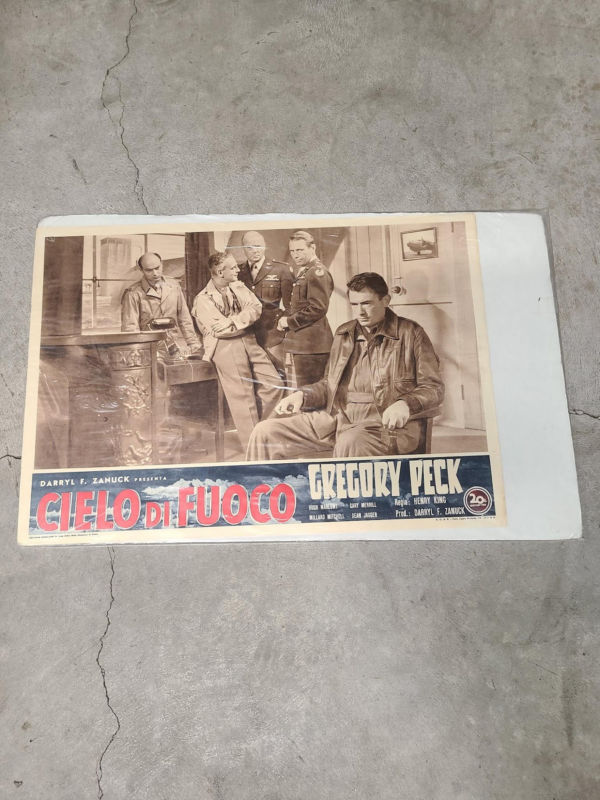 DARRYL F. ZANUCK PRESENTA
CIELO DI FUOCO
GREGORY PECK
HUGH MARLOWE · GARY MERRILL
MILLARD MITCHELL · DEAN JAGGER
Regia: HENRY KING
Prod.: DARRYL F. ZANUCK
20